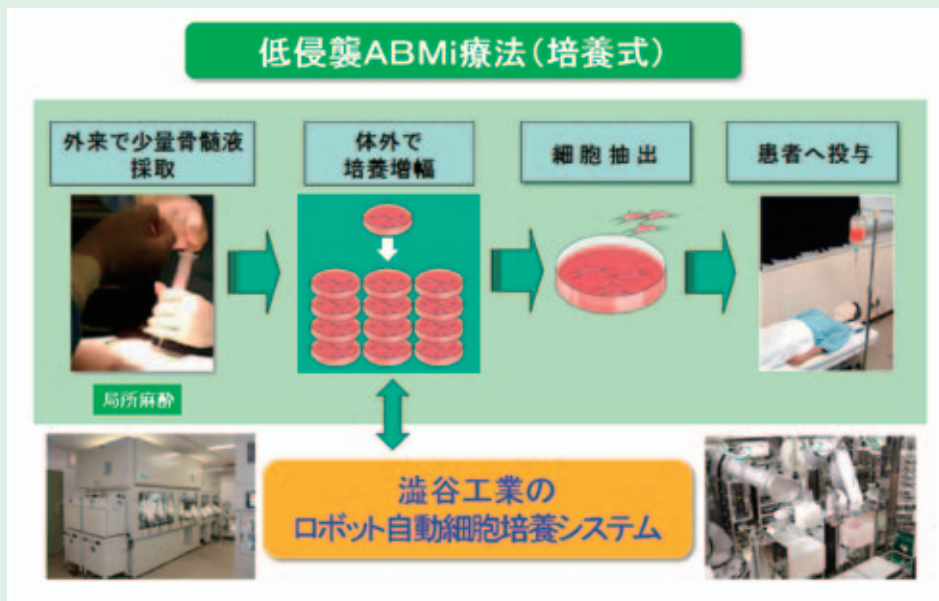 低侵襲ABMi療法（培養式）
外来で少量骨髄液
採取
体外で
培養増幅
細胞抽出
患者へ投与
局所麻酔
澁谷工業の
ロボット自動細胞培養システム